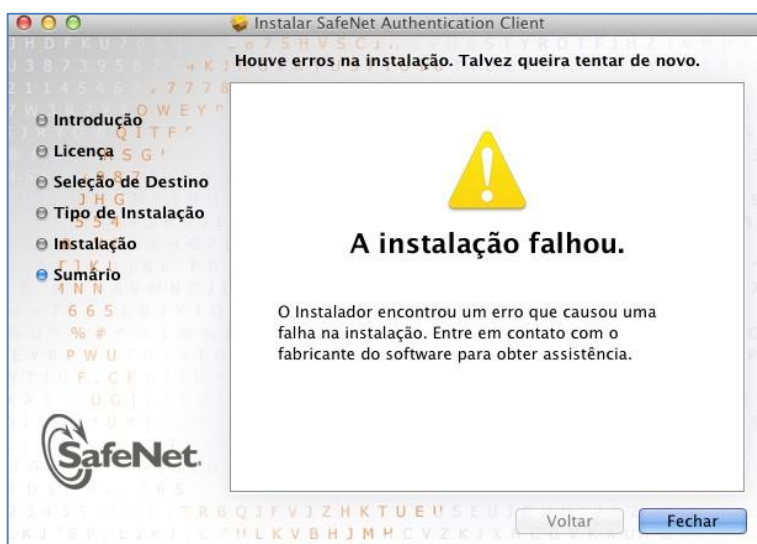 Instalar SafeNet Authentication Client
Houve erros na instalação. Talvez queira tentar de novo.
Introdução
Licença
Seleção de Destino
Tipo de Instalação
Instalação
Sumário
A instalação falhou.
O Instalador encontrou um erro que causou uma
falha na instalação. Entre em contato com o
fabricante do software para obter assistência.
SafeNet.
Voltar
Fechar